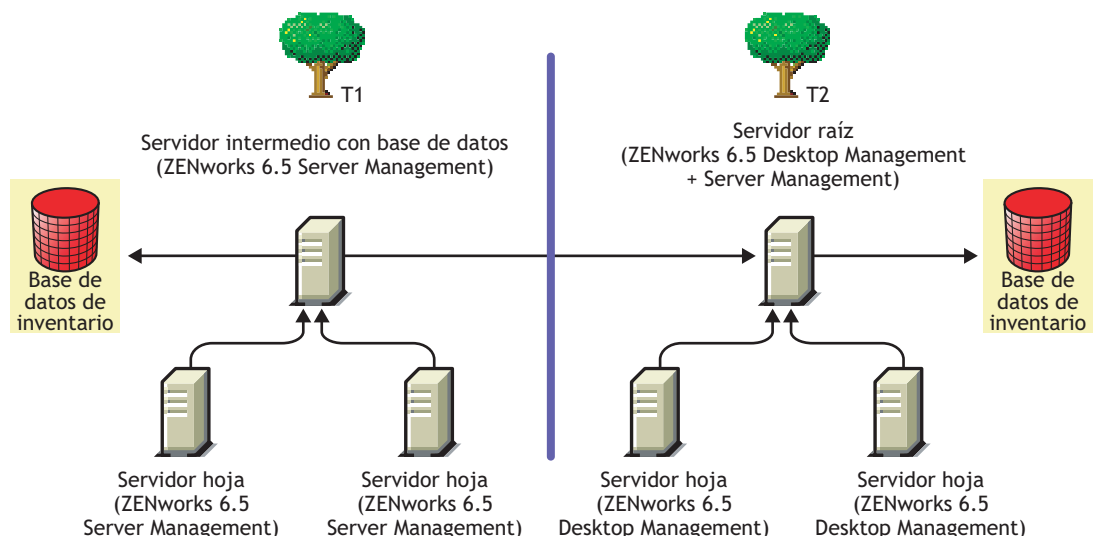 T1
T2
Servidor intermedio con base de datos
(ZENworks 6.5 Server Management)
Servidor raíz
(ZENworks 6.5 Desktop Management
+ Server Management)
Base de
datos de
inventario
Base de
datos de
inventario
Servidor hoja
(ZENworks 6.5
Server Management)
Servidor hoja
(ZENworks 6.5
Server Management)
Servidor hoja
(ZENworks 6.5
Desktop Management)
Servidor hoja
(ZENworks 6.5
Desktop Management)